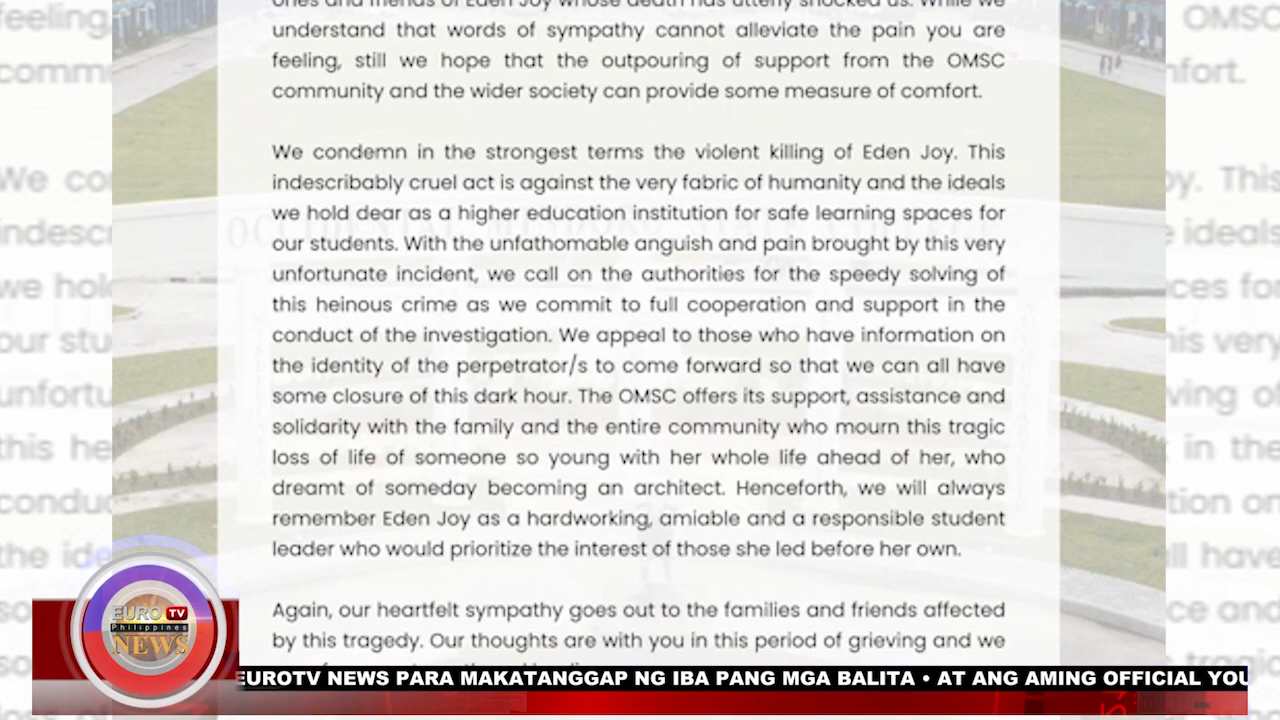 ones and friends of Eden Joy whose death has utterly shocked us. While we
understand that words of sympathy cannot alleviate the pain you are
feeling, still we hope that the outpouring of support from the OMSC
community and the wider society can provide some measure of comfort.
We condemn in the strongest terms the violent killing of Eden Joy. This
indescribably cruel act is against the very fabric of humanity and the ideals
we hold dear as a higher education institution for safe learning spaces for
our students. With the unfathomable anguish and pain brought by this very
unfortunate incident, we call on the authorities for the speedy solving of
this heinous crime as we commit to full cooperation and support in the
conduct of the investigation. We appeal to those who have information on
the identity of the perpetrator/s to come forward so that we can all have
some closure of this dark hour. The OMSC offers its support, assistance and
solidarity with the family and the entire community who mourn this tragic
loss of life of someone so young with her whole life ahead of her, who
dreamt of someday becoming an architect. Henceforth, we will always
remember Eden Joy as a hardworking, amiable and a responsible student
leader who would prioritize the interest of those she led before her own.
Again, our heartfelt sympathy goes out to the families and friends affected
by this tragedy. Our thoughts are with you in this period of grieving and we
EURO TV
Philippines
NEWS
EUROTV NEWS PARA MAKATANGGAP NG IBA PANG MGA BALITA • AT ANG AMING OFFICIAL YOU